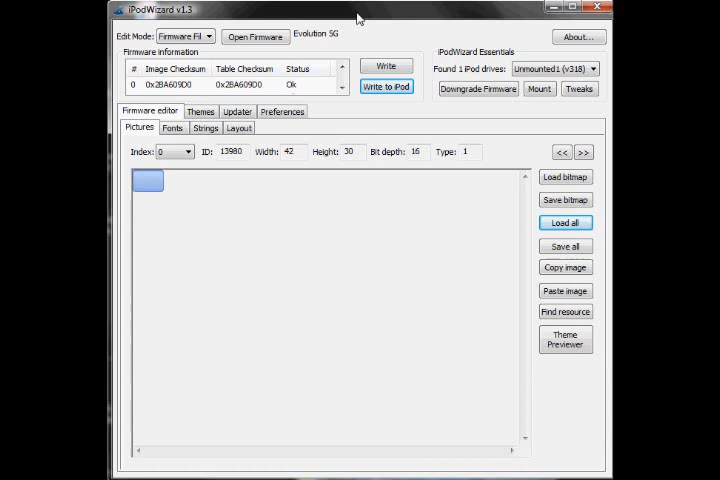 iPodWizard v1.3
Edit Mode: Firmware Fil Open Firmware Evolution 5G About...
Firmware information iPodWizard Essentials
# Image Checksum Table Checksum Status Write Found 1 iPod drives: Unmounted1 (v318)
0 0x2BA609D0 0x2BA609D0 Ok Write to iPod Downgrade Firmware Mount Tweaks
Firmware editor Themes Updater Preferences
Pictures Fonts Strings Layout
Index: 0 ID: 13980 Width: 42 Height: 30 Bit depth: 16 Type: 1 << >>
Load bitmap
Save bitmap
Load all
Save all
Copy image
Paste image
Find resource
Theme
Previewer